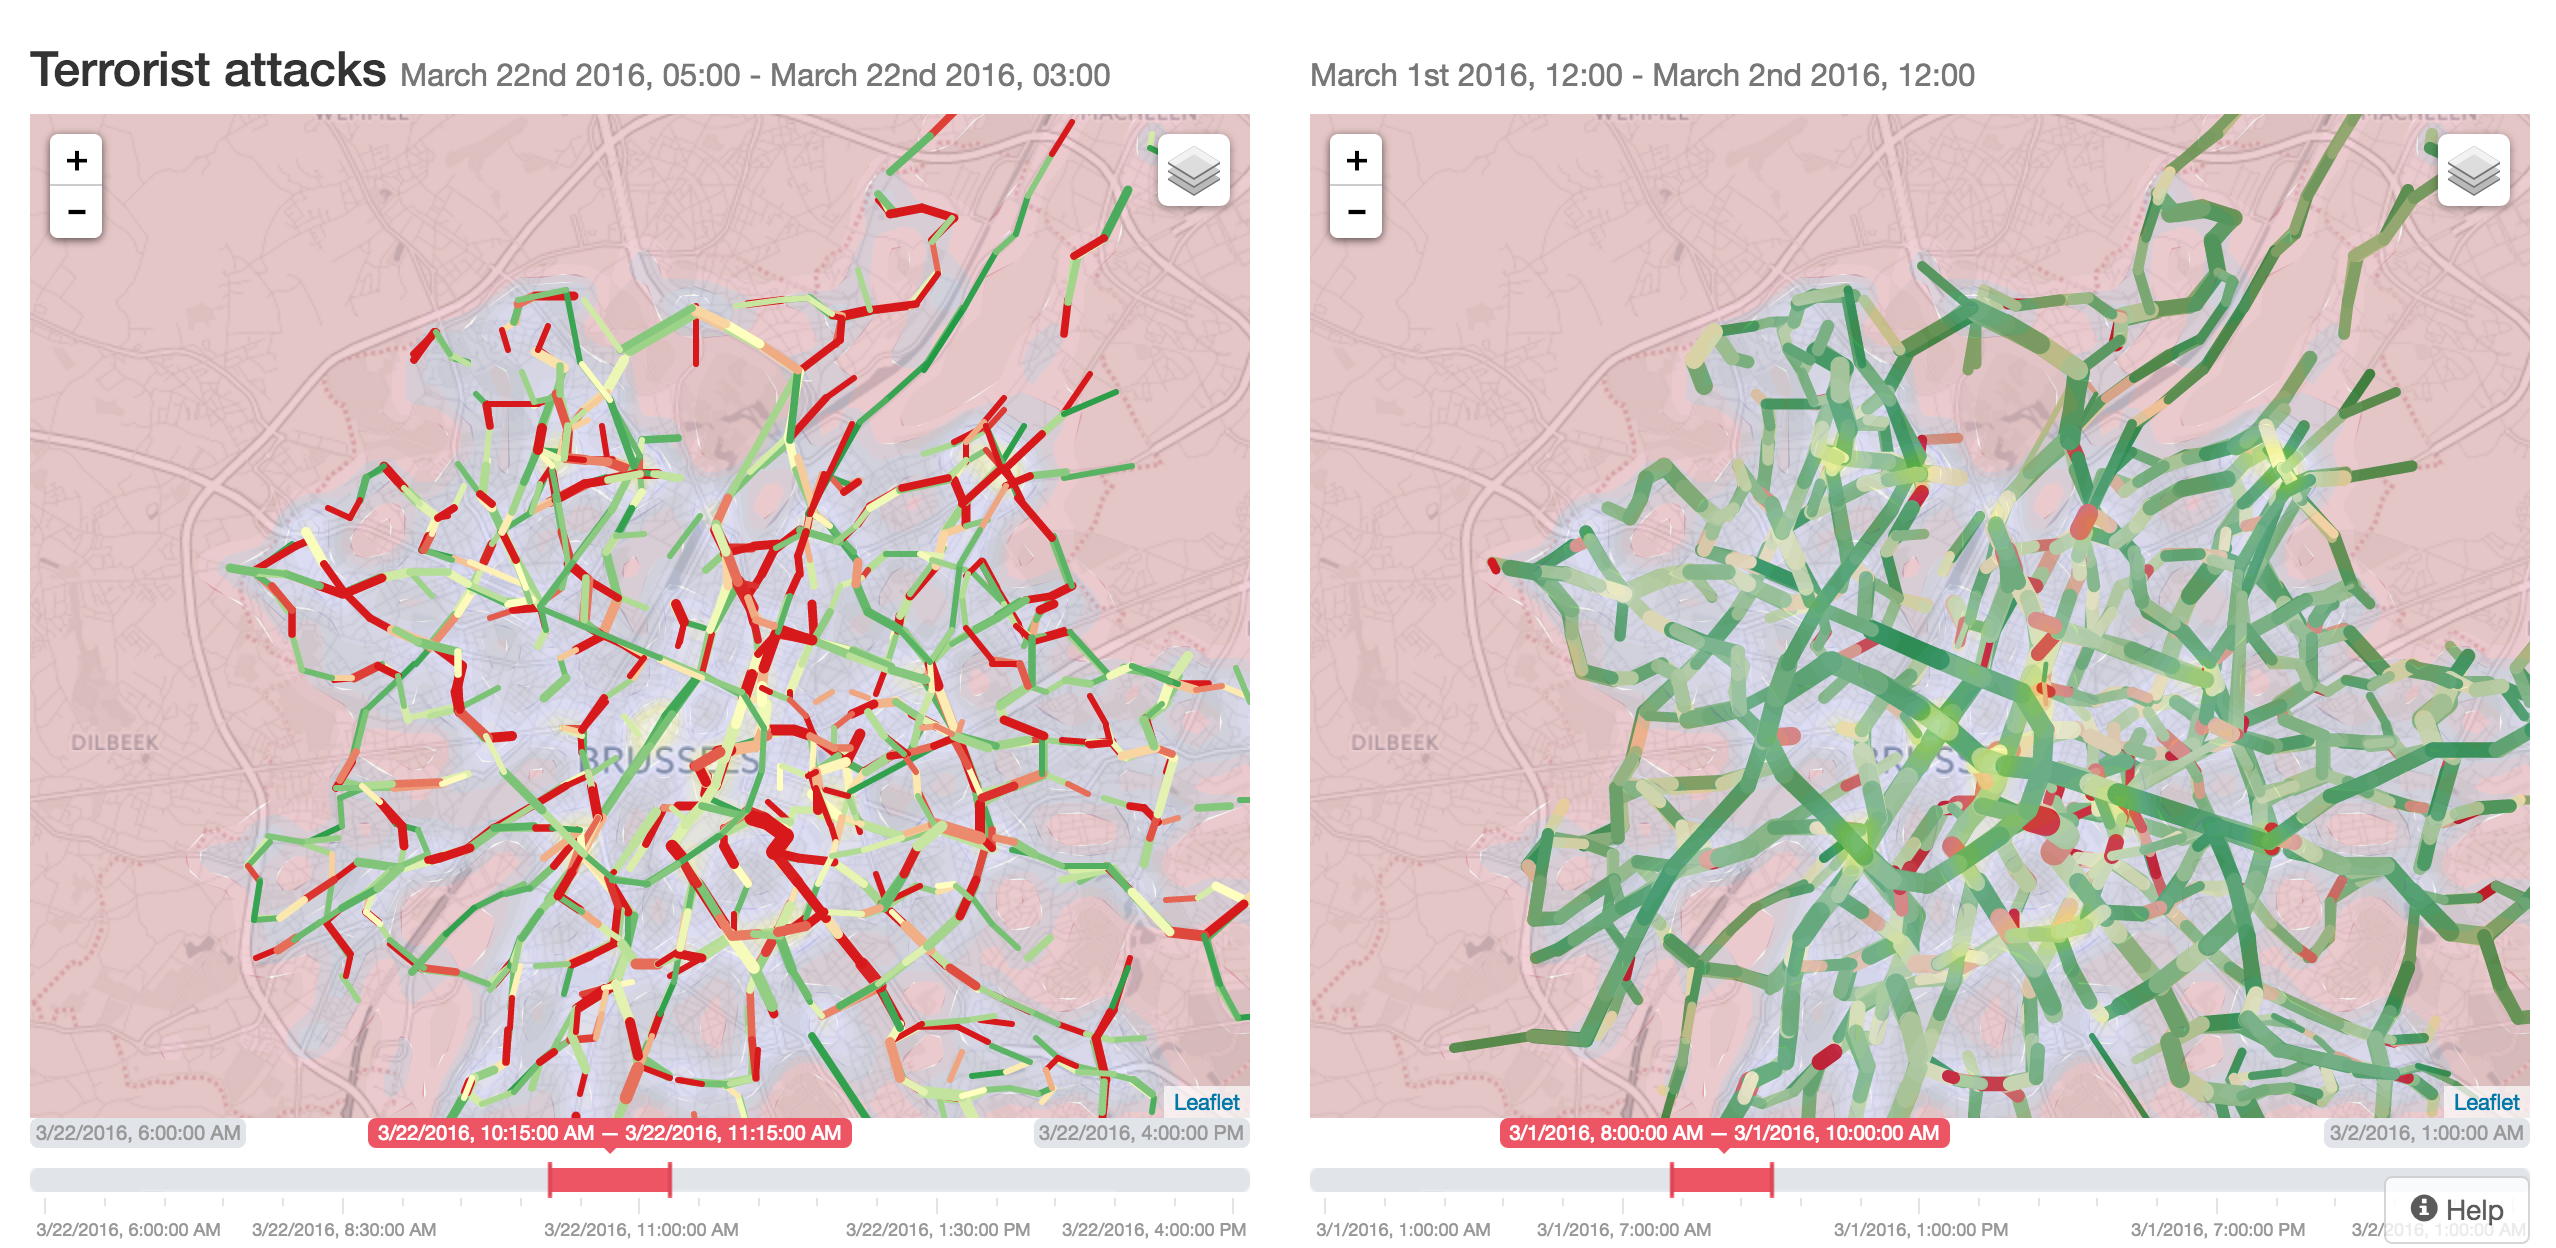 Terrorist attacks March 22nd 2016, 05:00 - March 22nd 2016, 03:00
March 1st 2016, 12:00 - March 2nd 2016, 12:00
WEMMEL
MACHELEN
WEMMEL
MACHELEN
+
−
+
−
DILBEEK
BRUSSELS
DILBEEK
Leaflet
Leaflet
3/22/2016, 6:00:00 AM
3/22/2016, 10:15:00 AM — 3/22/2016, 11:15:00 AM
3/22/2016, 4:00:00 PM
3/1/2016, 8:00:00 AM — 3/1/2016, 10:00:00 AM
3/2/2016, 1:00:00 AM
3/22/2016, 6:00:00 AM
3/22/2016, 8:30:00 AM
3/22/2016, 11:00:00 AM
3/22/2016, 1:30:00 PM
3/22/2016, 4:00:00 PM
3/1/2016, 1:00:00 AM
3/1/2016, 7:00:00 AM
3/1/2016, 1:00:00 PM
3/1/2016, 7:00:00 PM
3/2/2016, 1:00:00 AM
Help